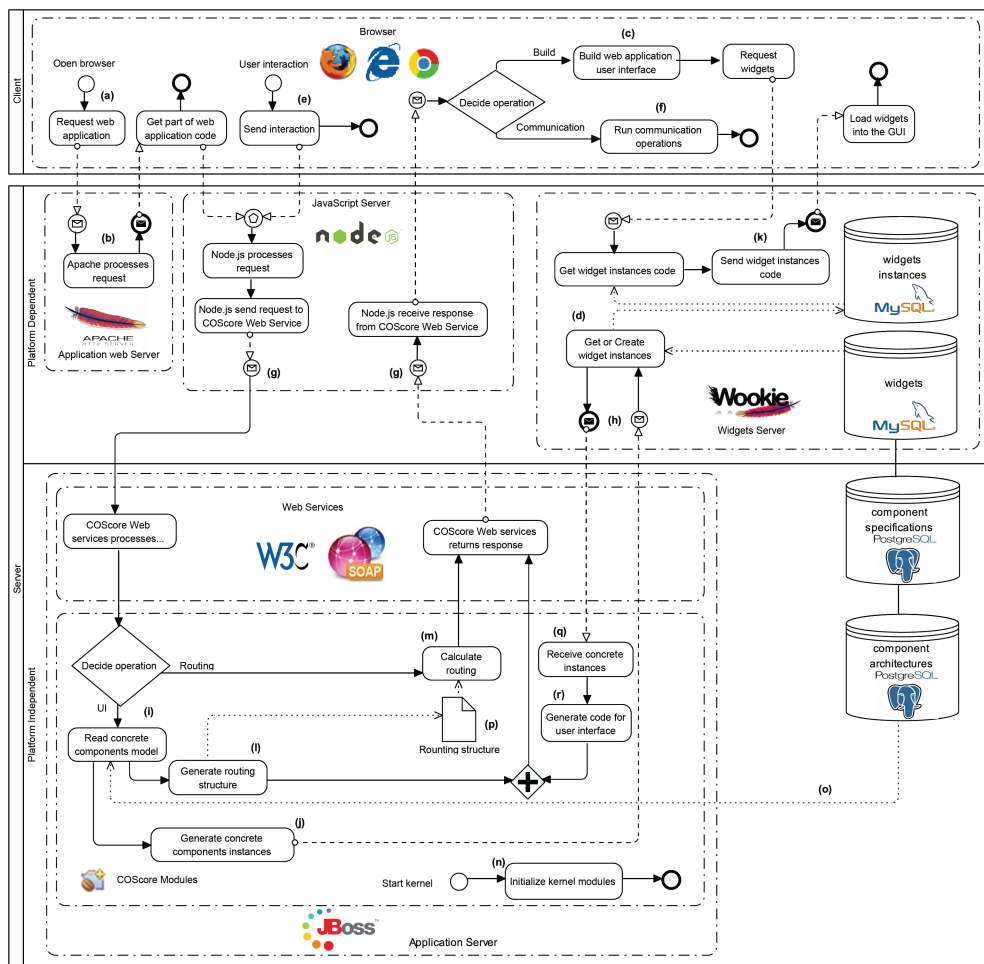 Client
Browser
Open browser
(a)
Request web
application
Get part of web
application code
User interaction
(e)
Send interaction
Decide operation
Build
(c)
Build web application
user interface
Request
widgets
Communication
(f)
Run communication
operations
Load widgets
into the GUI
Server
Platform Dependent
(b)
Apache processes
request
APACHE
HTTP SERVER
Application web Server
JavaScript Server
node
JS
Node.js processes
request
Node.js send request to
COScore Web Service
(g)
Node.js receive response
from COScore Web Service
(g)
Get widget instances code
(k)
Send widget instances
code
(d)
Get or Create
widget instances
(h)
Wookie
Widgets Server
widgets
instances
MySQL
widgets
MySQL
Platform Independent
Web Services
COScore Web
services processes...
W3C®
SOAP
COScore Web services
returns response
component
specifications
PostgreSQL
component
architectures
PostgreSQL
Decide operation
Routing
UI
(i)
Read concrete
components model
(l)
Generate routing
structure
(m)
Calculate
routing
(p)
Rounting structure
(q)
Receive concrete
instances
(r)
Generate code for
user interface
(o)
(j)
Generate concrete
components instances
COScore Modules
Start kernel
(n)
Initialize kernel modules
JBoss™
Application Server